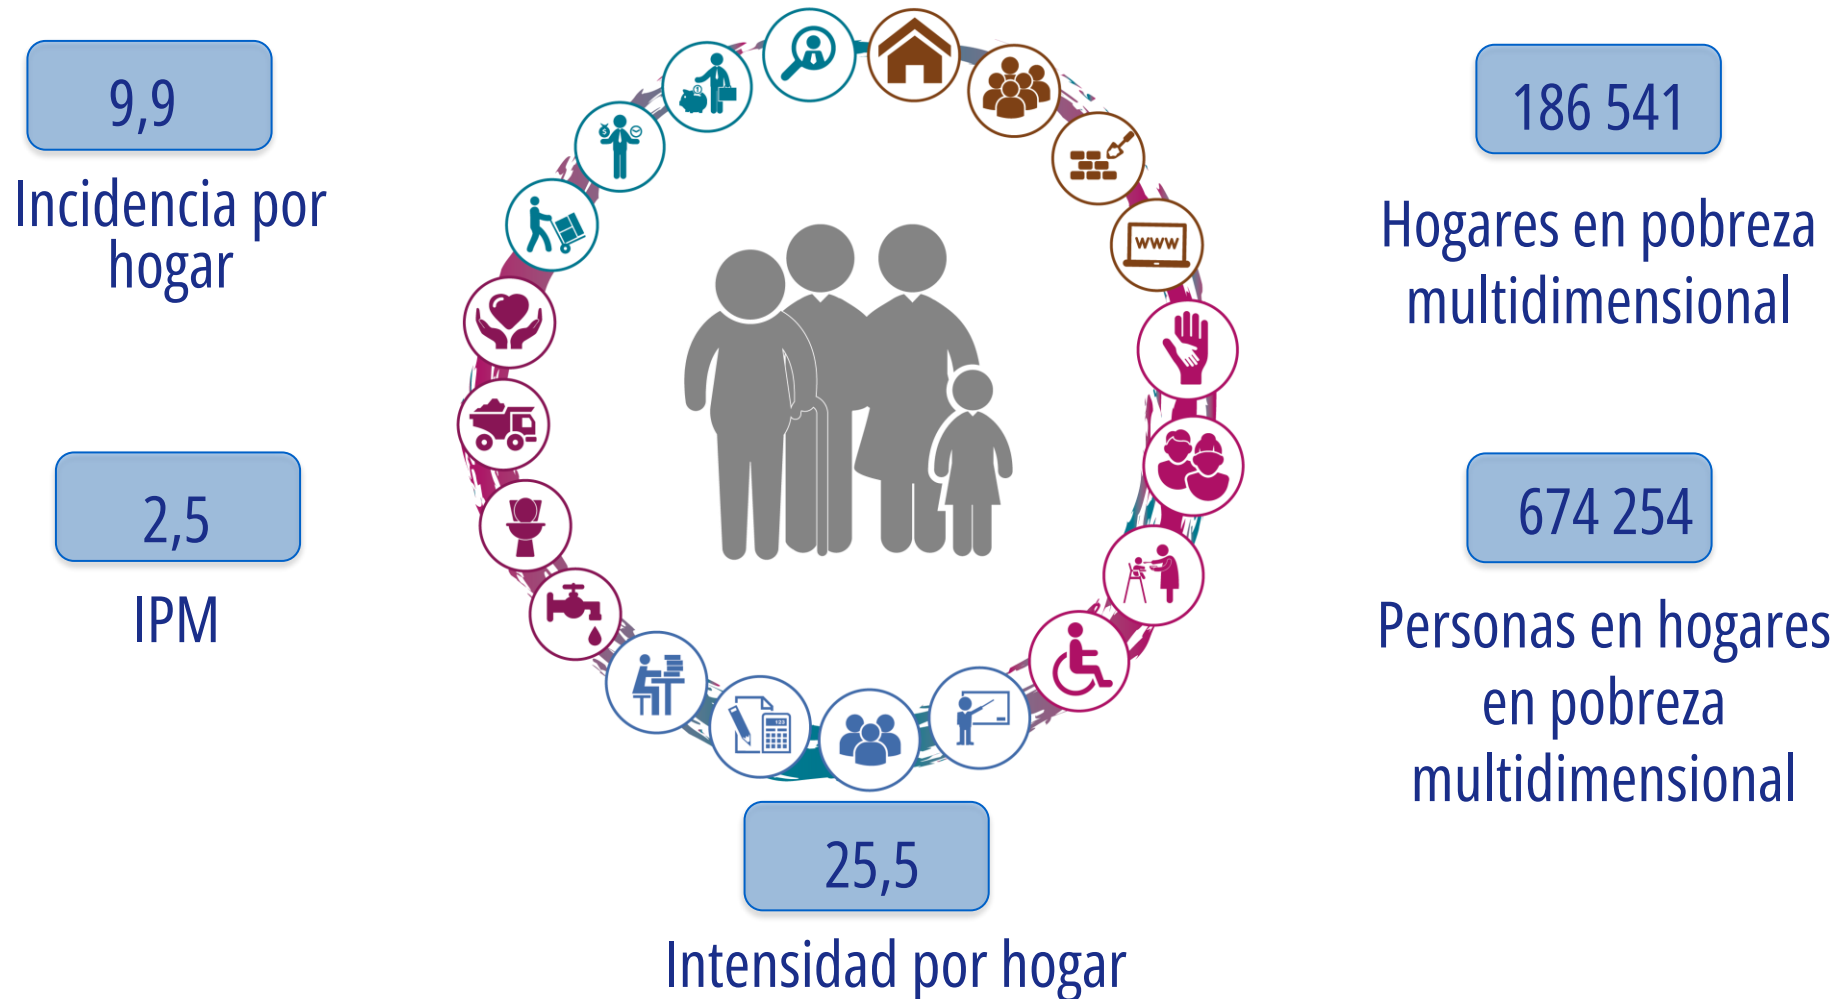 9,9
Incidencia por
hogar
2,5
IPM
WWW
25,5
Intensidad por hogar
186 541
Hogares en pobreza
multidimensional
674 254
Personas en hogares
en pobreza
multidimensional